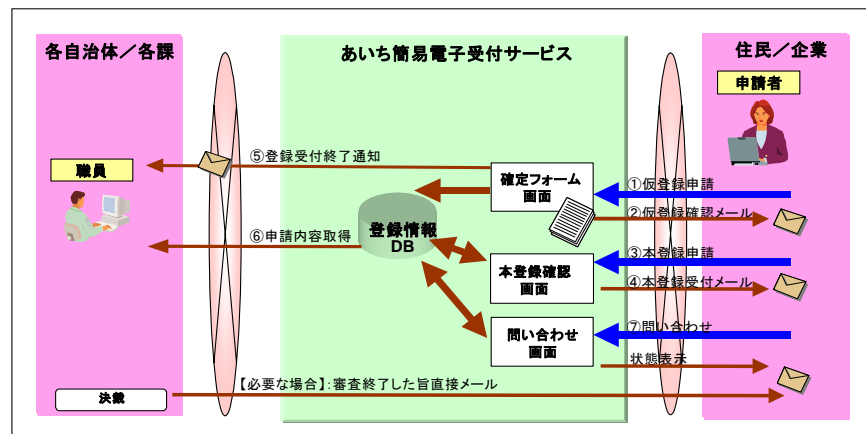 各自治体／各課
あいち簡易電子受付サービス
住民／企業
申請者
⑤登録受付終了通知
職員
確定フォーム
画面
①仮登録申請
②仮登録確認メール
⑥申請内容取得
登録情報
DB
③本登録申請
本登録確認
画面
④本登録受付メール
問い合わせ
画面
⑦問い合わせ
状態表示
決裁
【必要な場合】：審査終了した旨直接メール